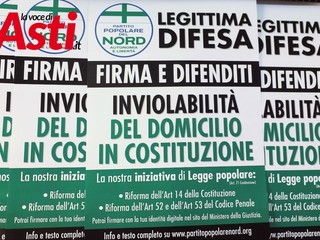 la voce di
Asti
PARTITO
POPOLARE
DEL
NORD
AUTONOMIA
E LIBERTÀ
LEGITTIMA
DIFESA
FIRMA E DIFENDITI
INVIOLABILITÀ
DEL DOMICILIO
IN COSTITUZIONE
La nostra iniziativa di Legge popolare:
(Art. 71 Costituzione)
• Riforma dell'Art 14 della Costituzione
• Riforma dell'Art 52 e dell'Art 53 del Codice Penale
Potrai firmare con la tua identità digitale nel sito del Ministero della Giustizia.
Info e testo completo su www.partitopopolarenord.org